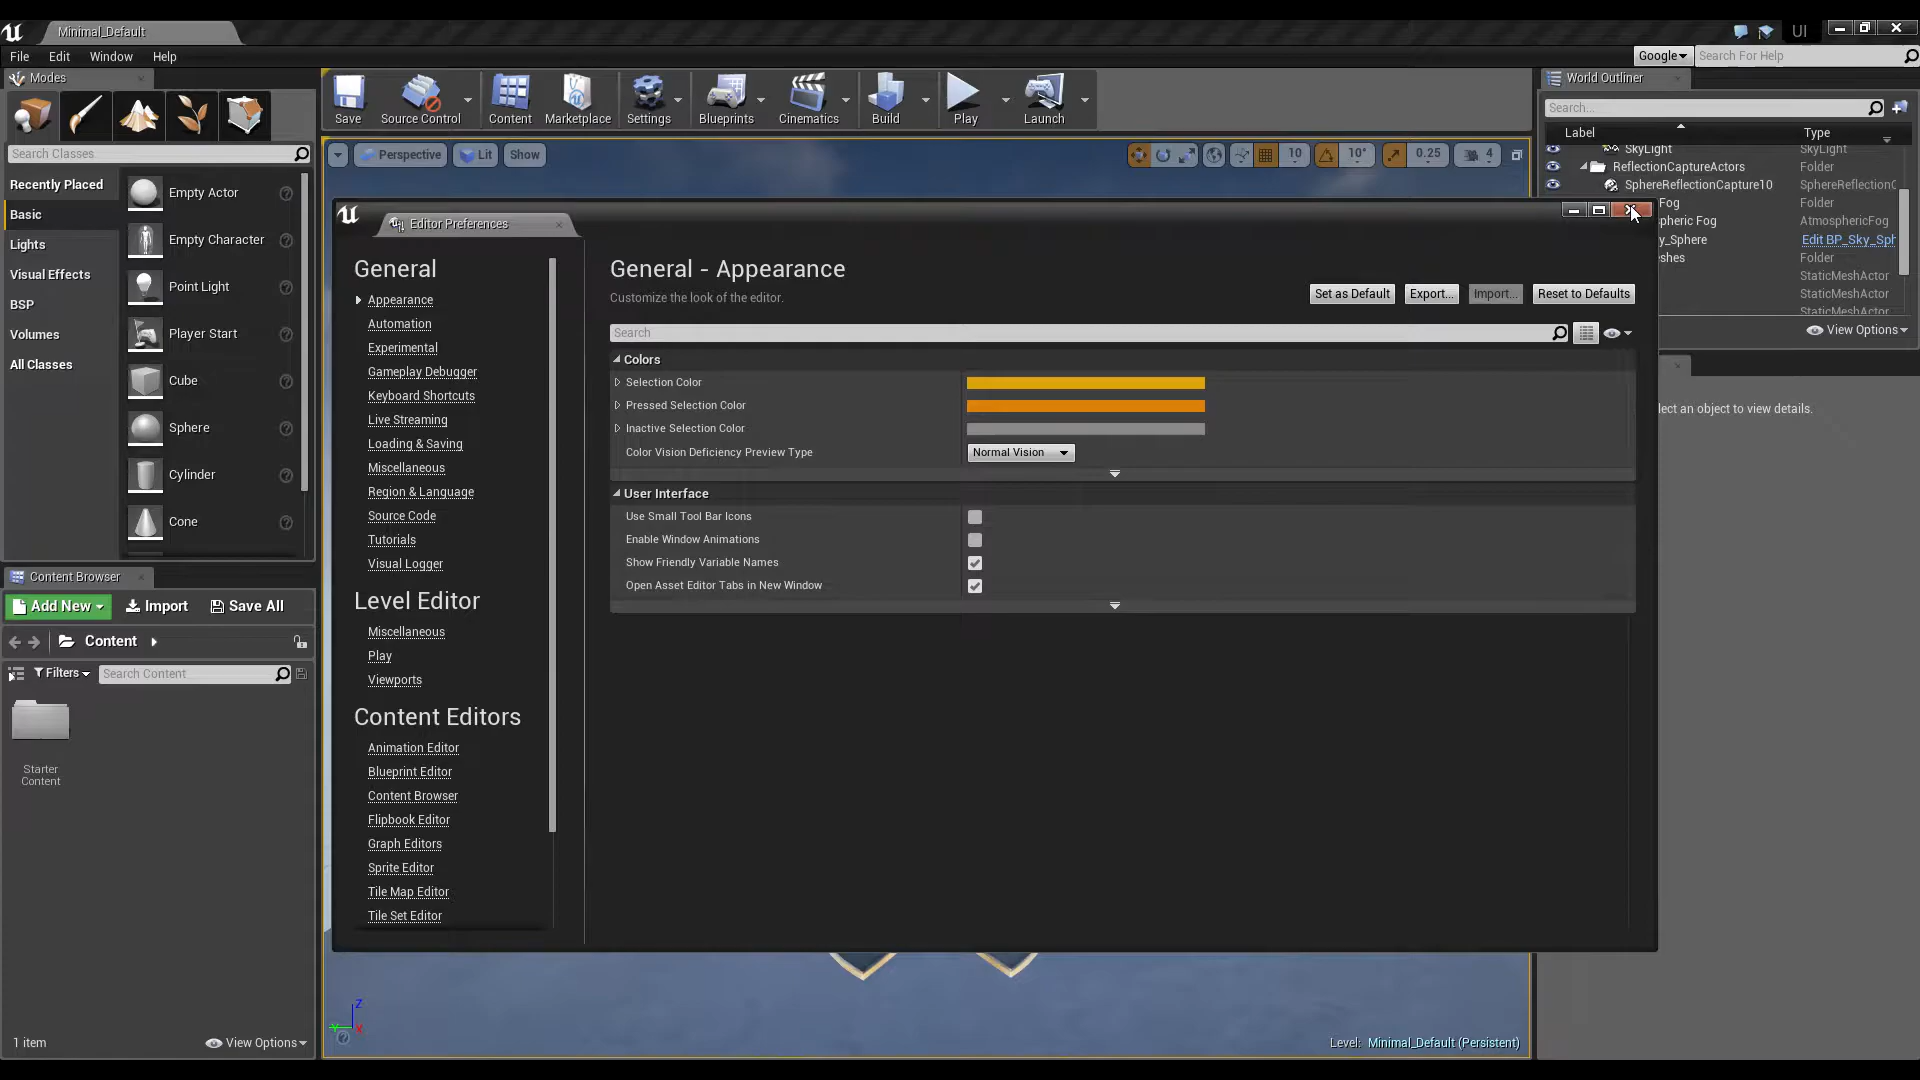 Minimal_Default
UI
File Edit Window Help
Google Search For Help
Modes
Search Classes
Recently Placed
Basic
Lights
Visual Effects
BSP
Volumes
All Classes
Empty Actor
Empty Character
Point Light
Player Start
Cube
Sphere
Cylinder
Cone
Save
Source Control
Content
Marketplace
Settings
Blueprints
Cinematics
Build
Play
Launch
Perspective Lit Show
10 10° 0.25 4
World Outliner
Search...
Label Type
SkyLight SkyLight
ReflectionCaptureActors Folder
SphereReflectionCapture10 SphereReflectionC
Fog Folder
spheric Fog AtmosphericFog
y_Sphere Edit BP_Sky_Sph
eshes Folder
StaticMeshActor
StaticMeshActor
StaticMeshActor
View Options
lect an object to view details.
Editor Preferences
General
Appearance
Automation
Experimental
Gameplay Debugger
Keyboard Shortcuts
Live Streaming
Loading & Saving
Miscellaneous
Region & Language
Source Code
Tutorials
Visual Logger
Level Editor
Miscellaneous
Play
Viewports
Content Editors
Animation Editor
Blueprint Editor
Content Browser
Flipbook Editor
Graph Editors
Sprite Editor
Tile Map Editor
Tile Set Editor
General - Appearance
Customize the look of the editor.
Set as Default Export... Import... Reset to Defaults
Search
Colors
Selection Color
Pressed Selection Color
Inactive Selection Color
Color Vision Deficiency Preview Type Normal Vision
User Interface
Use Small Tool Bar Icons
Enable Window Animations
Show Friendly Variable Names
Open Asset Editor Tabs in New Window
Content Browser
Add New Import Save All
Content
Filters Search Content
Starter
Content
1 item View Options
Z
Y X
Level: Minimal_Default (Persistent)